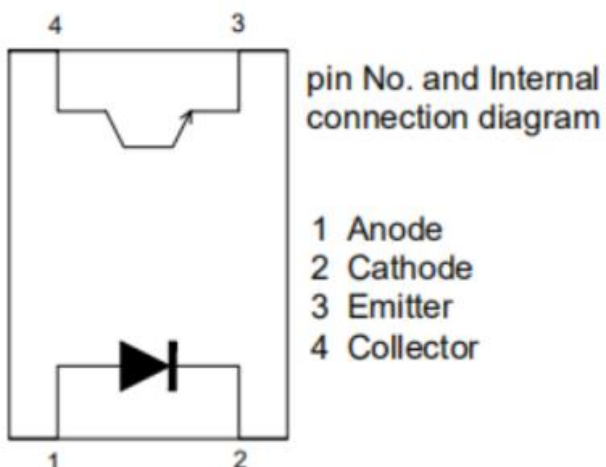 4 3
pin No. and Internal
connection diagram
1 Anode
2 Cathode
3 Emitter
4 Collector
1 2